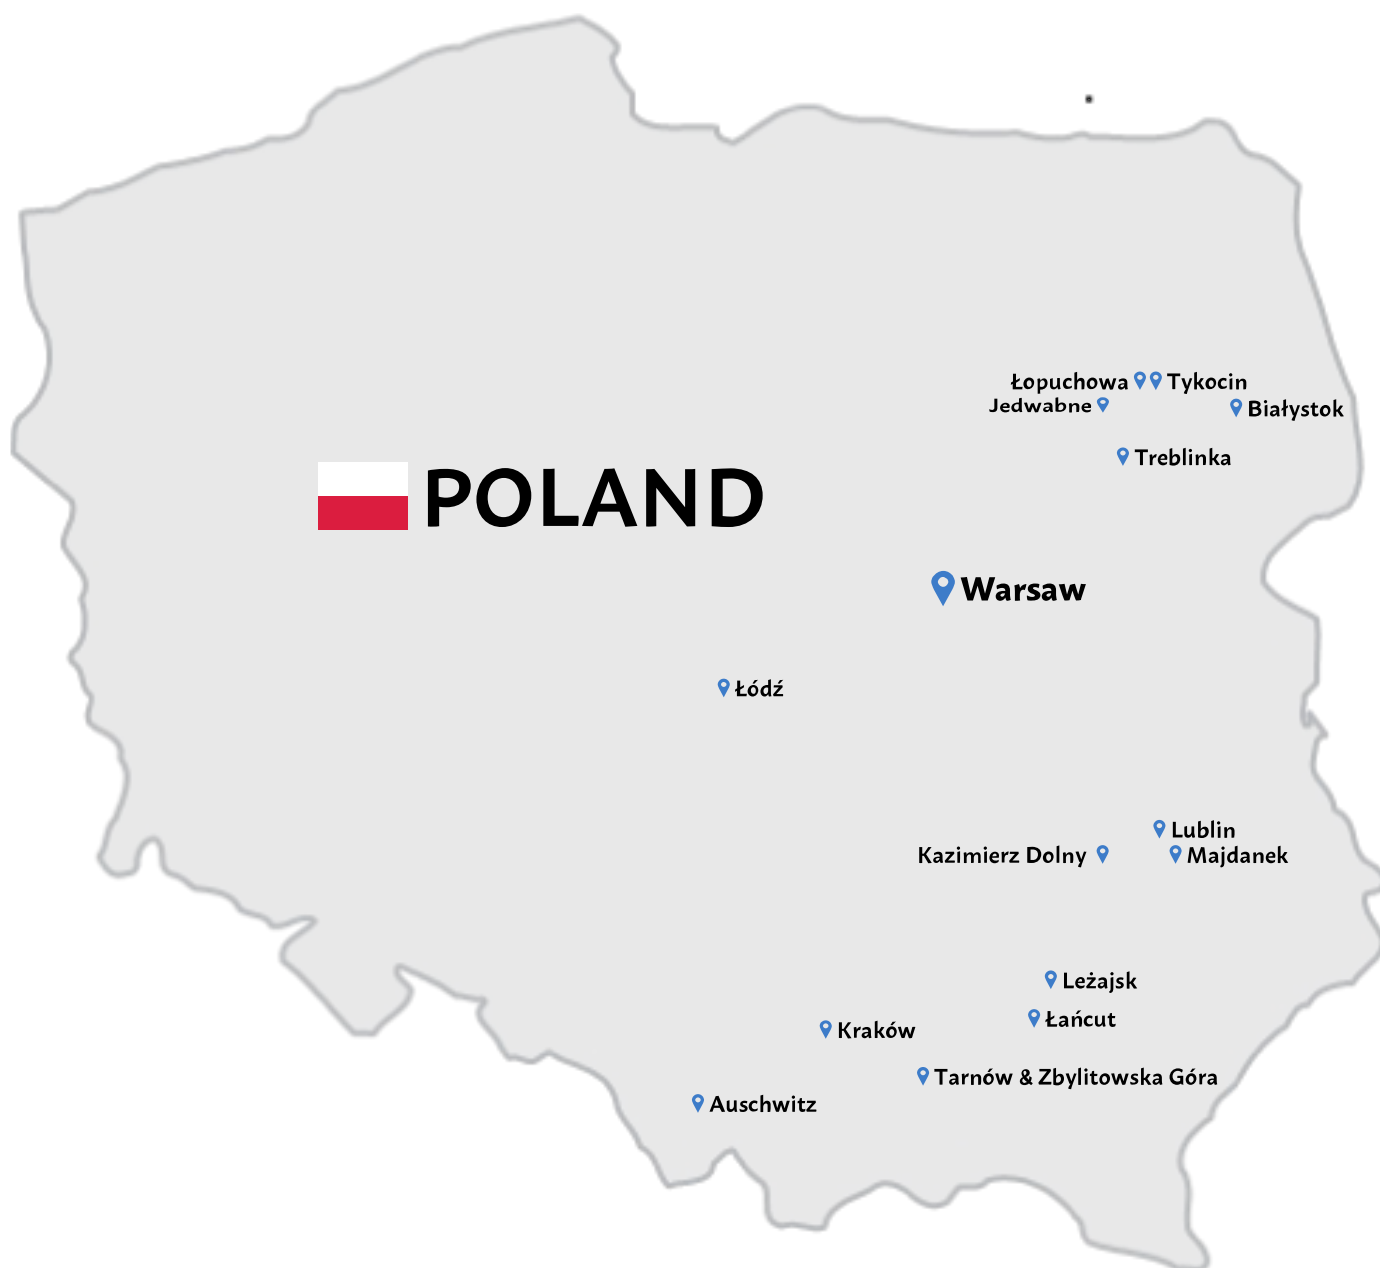 Łopuchowa
Tykocin
Jedwabne
Białystok
Treblinka
POLAND
Warsaw
Łódź
Lublin
Kazimierz Dolny
Majdanek
Leżajsk
Łańcut
Kraków
Tarnów & Zbylitowska Góra
Auschwitz